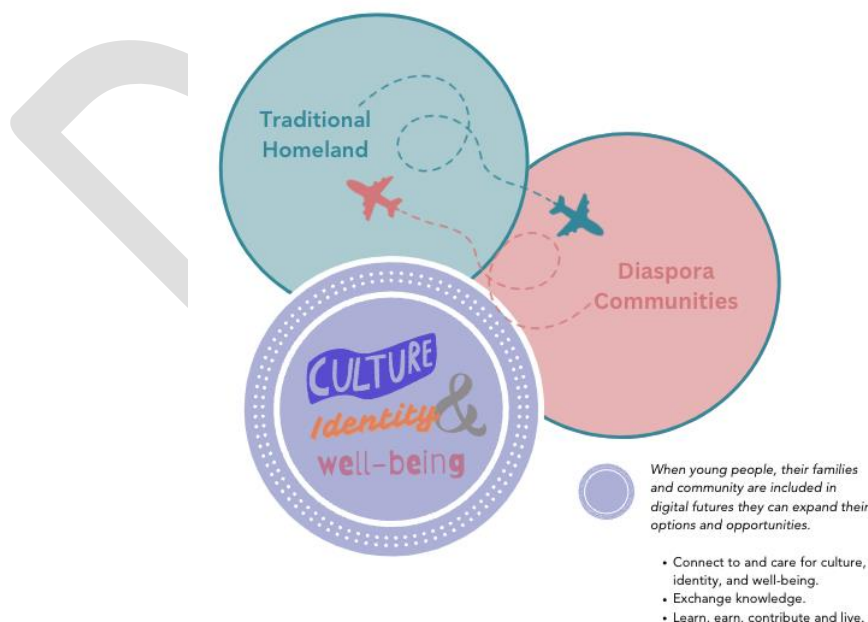 Traditional
Homeland
Diaspora
Communities
CULTURE
Identity &
well-being
When young people, their families
and community are included in
digital futures they can expand their
options and opportunities.
• Connect to and care for culture,
identity, and well-being.
• Exchange knowledge.
• Learn, earn, contribute and live.